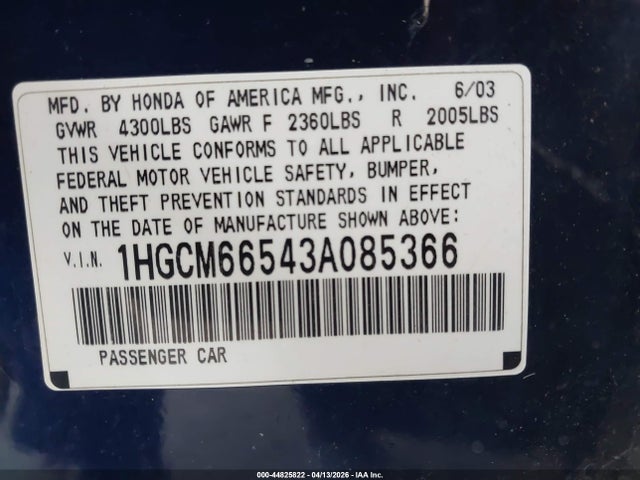 MFD. BY HONDA OF AMERICA MFG., INC. 6/03
GVWR 4300LBS GAWR F 2360LBS R 2005LBS
THIS VEHICLE CONFORMS TO ALL APPLICABLE
FEDERAL MOTOR VEHICLE SAFETY, BUMPER,
AND THEFT PREVENTION STANDARDS IN EFFECT
ON THE DATE OF MANUFACTURE SHOWN ABOVE:
V.I.N. 1HGCM66543A085366
PASSENGER CAR
000-44825822 - 04/13/2026 - IAA Inc.